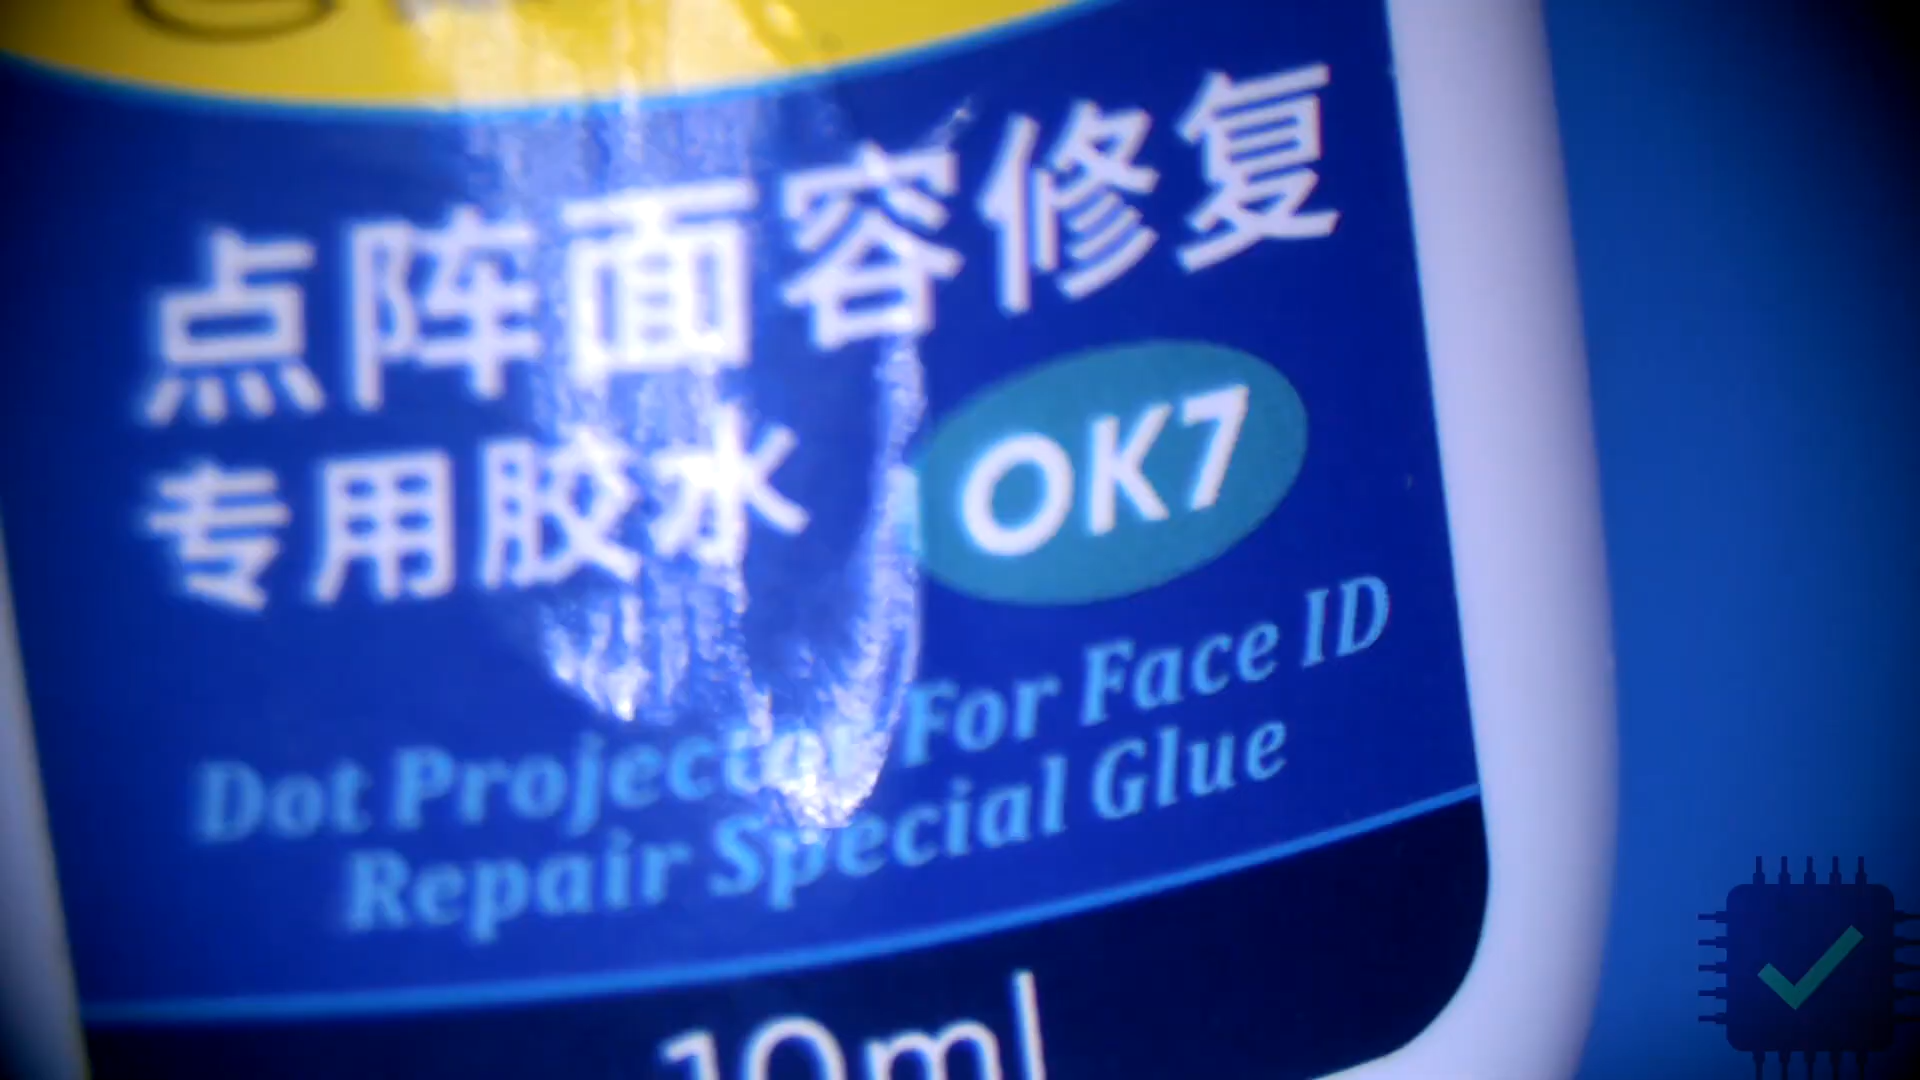 点阵面容修复
专用胶水
OK7
Dot Projector For Face ID
Repair Special Glue
10ml